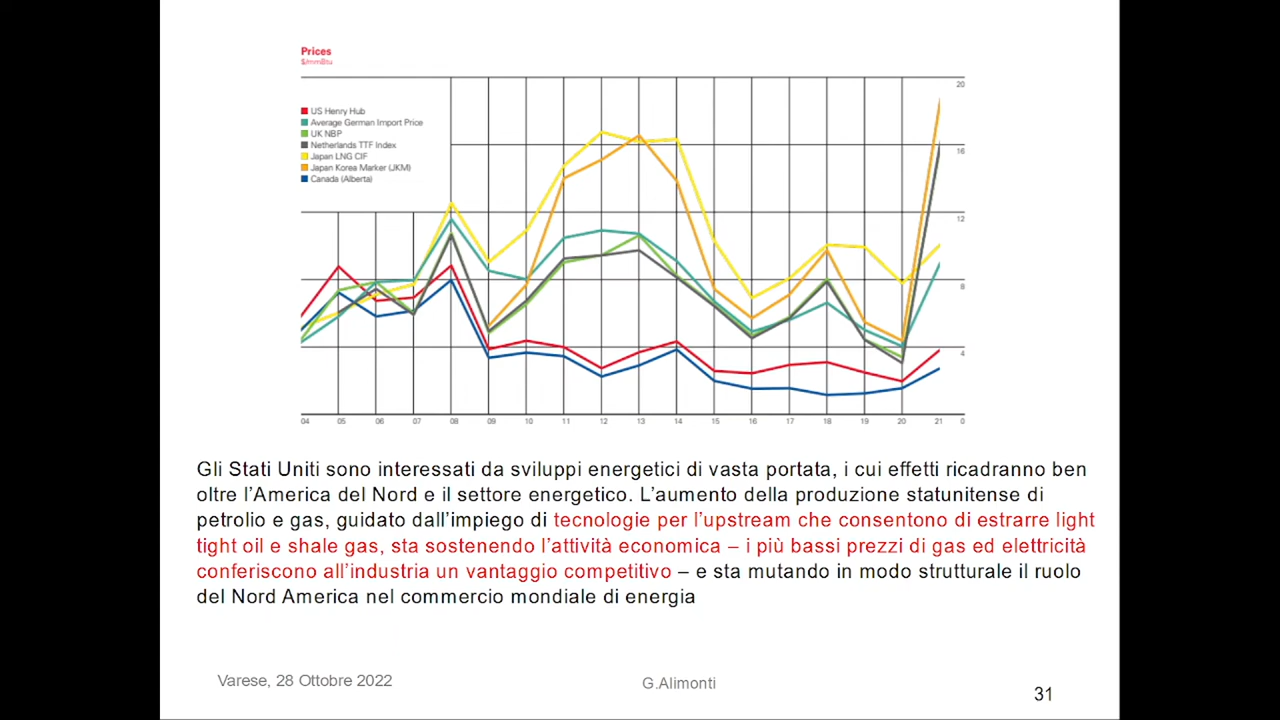 Prices
$/mmBtu
US Henry Hub
Average German Import Price
UK NBP
Netherlands TTF Index
Japan LNG CIF
Japan Korea Marker (JKM)
Canada (Alberta)
20
16
12
8
4
0
04 05 06 07 08 09 10 11 12 13 14 15 16 17 18 19 20 21
Gli Stati Uniti sono interessati da sviluppi energetici di vasta portata, i cui effetti ricadranno ben
oltre l’America del Nord e il settore energetico. L’aumento della produzione statunitense di
petrolio e gas, guidato dall’impiego di tecnologie per l’upstream che consentono di estrarre light
tight oil e shale gas, sta sostenendo l’attività economica – i più bassi prezzi di gas ed elettricità
conferiscono all’industria un vantaggio competitivo – e sta mutando in modo strutturale il ruolo
del Nord America nel commercio mondiale di energia
Varese, 28 Ottobre 2022
G.Alimonti
31